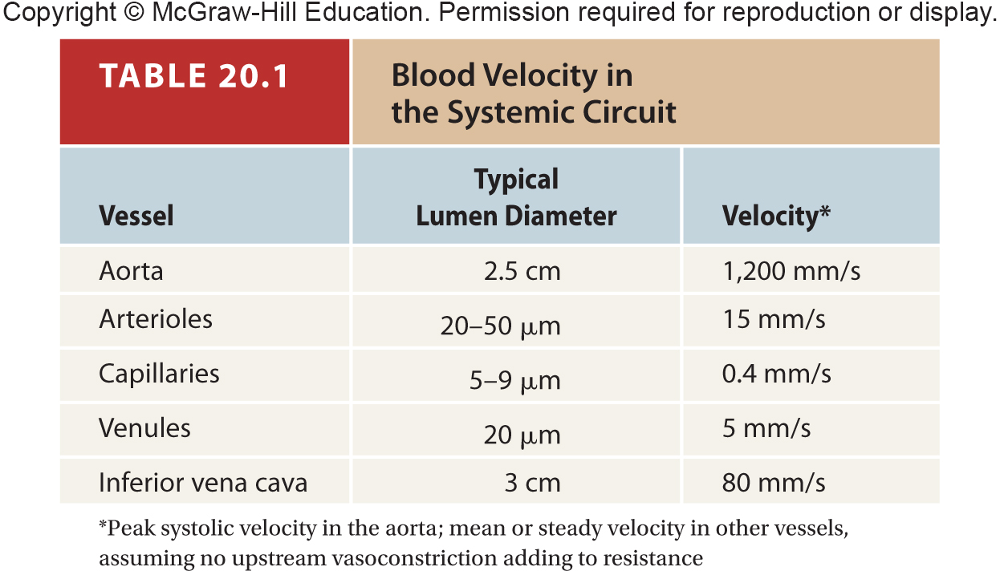 Copyright © McGraw-Hill Education. Permission required for reproduction or display.
TABLE 20.1
Blood Velocity in
the Systemic Circuit
Vessel
Typical
Lumen Diameter
Velocity*
Aorta 2.5 cm 1,200 mm/s
Arterioles 20–50 μm 15 mm/s
Capillaries 5–9 μm 0.4 mm/s
Venules 20 μm 5 mm/s
Inferior vena cava 3 cm 80 mm/s
*Peak systolic velocity in the aorta; mean or steady velocity in other vessels,
assuming no upstream vasoconstriction adding to resistance